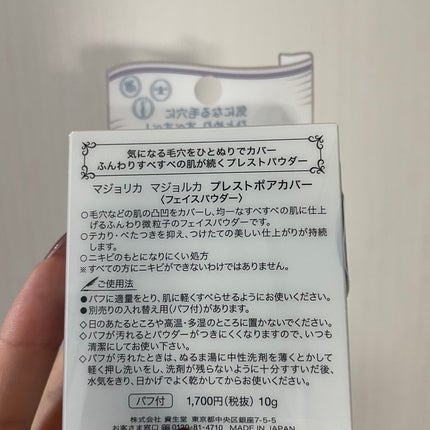 気になる毛穴に
気になる毛穴をひとぬりでカバー
ふんわりすべすべの肌が続くプレストパウダー
マジョリカ マジョルカ プレストポアカバー
〈フェイスパウダー〉
○毛穴などの肌の凸凹をカバーし、均一なすべすべの肌に仕上
げるふんわり微粒子のフェイスパウダーです。
○テカリ・べたつきを抑え、つけたての美しい仕上がりが持続
します。
○ニキビのもとになりにくい処方
※すべての方にニキビができないわけではありません。
ご使用法
●パフに適量をとり、肌に軽くすべらせるようにお使いください。
●別売りの入れ替え用(パフ付)があります。
◇日のあたるところや高温・多湿のところに置かないでください。
◇パフが汚れるとパウダーがつきにくくなりますので、いつも
清潔にしてお使い下さい。
◇パフが汚れたときは、ぬるま湯に中性洗剤を薄くとかして
軽く押し洗いをし、洗剤が残らないように十分すすいだ後、
水気をきり、日かげでよく乾かしてからお使いください。
パフ付 1,700円(税抜) 10g
株式会社 資生堂 東京都中央区銀座7-5-5
お客さま窓口 0120-81-4710 MADE IN JAPAN